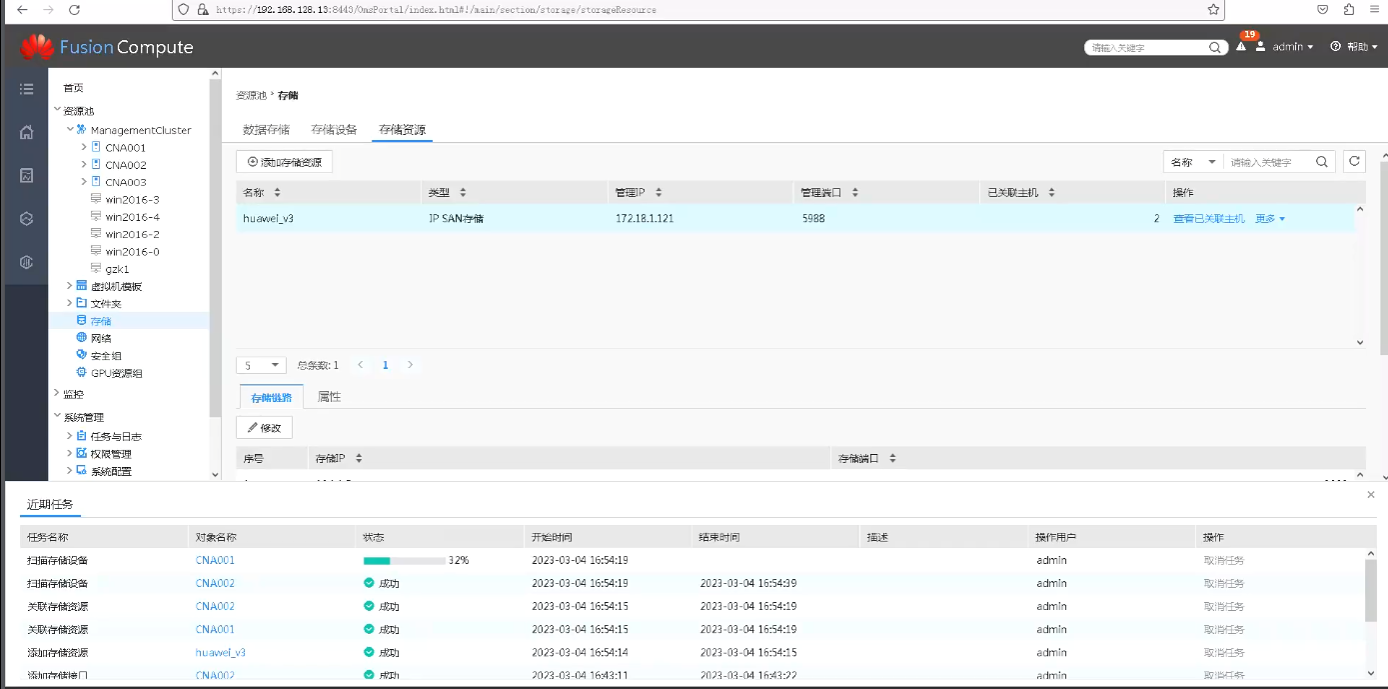 https://192.168.128.13:8443/OmsPortal/index.html#!/main/section/storage/storageResource
Fusion Compute
请输入关键字
19
admin
帮助
首页
资源池
ManagementCluster
CNA001
CNA002
CNA003
win2016-3
win2016-4
win2016-2
win2016-0
gzk1
虚拟机模板
文件夹
存储
网络
安全组
GPU资源组
监控
系统管理
任务与日志
权限管理
系统配置
资源池 > 存储
数据存储 存储设备 存储资源
添加存储资源
名称 请输入关键字
名称 类型 管理IP 管理端口 已关联主机 操作
huawei_v3 IP SAN存储 172.18.1.121 5988 2 查看已关联主机 更多
5 总条数: 1 < 1 >
存储链路 属性
修改
序号 存储IP 存储端口
近期任务
任务名称 对象名称 状态 开始时间 结束时间 描述 操作用户 操作
扫描存储设备 CNA001 32% 2023-03-04 16:54:19 admin 取消任务
扫描存储设备 CNA002 成功 2023-03-04 16:54:19 2023-03-04 16:54:39 admin 取消任务
关联存储资源 CNA002 成功 2023-03-04 16:54:15 2023-03-04 16:54:19 admin 取消任务
关联存储资源 CNA001 成功 2023-03-04 16:54:15 2023-03-04 16:54:19 admin 取消任务
添加存储资源 huawei_v3 成功 2023-03-04 16:54:14 2023-03-04 16:54:15 admin 取消任务
添加存储接口 CNA002 成功 2023-03-04 16:43:11 2023-03-04 16:43:22 admin 取消任务